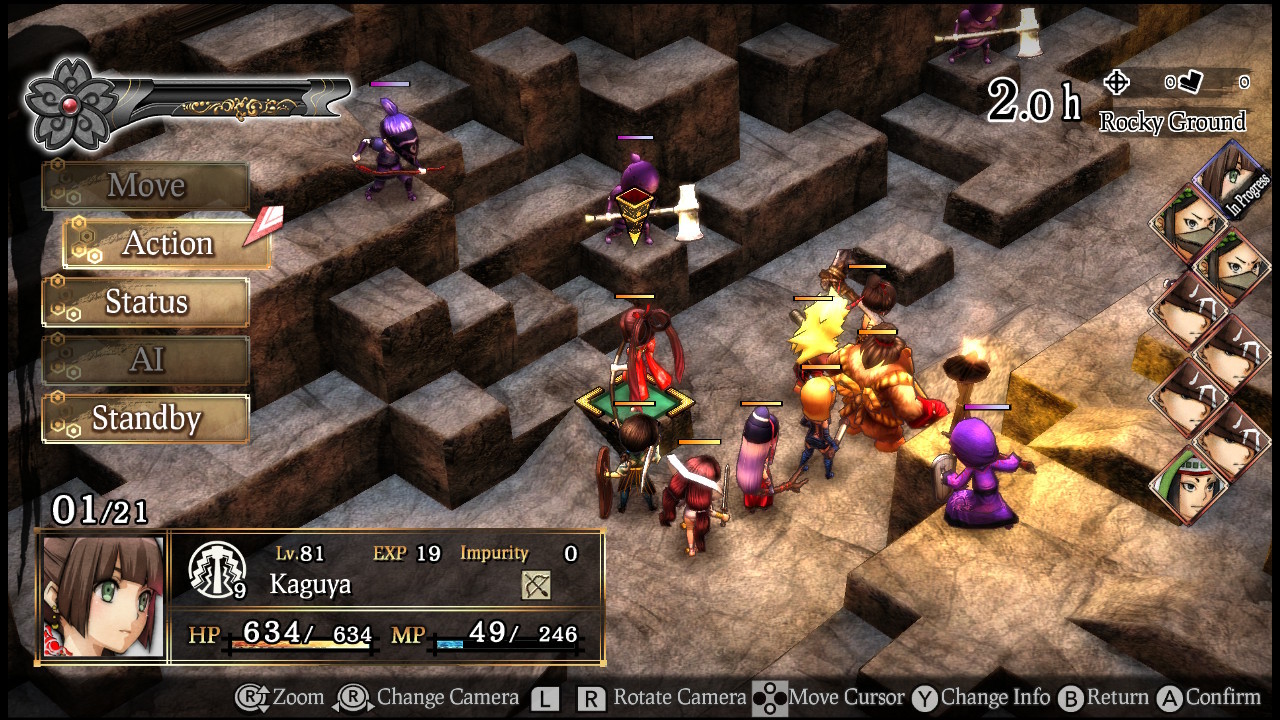 2.0 h
0 0
Rocky Ground
In Progress
Move
Action
Status
AI
Standby
01/21
Lv.81 EXP 19 Impurity 0
9 Kaguya
HP 634/ 634 MP 49/ 246
R Zoom R Change Camera L R Rotate Camera Move Cursor Y Change Info B Return A Confirm